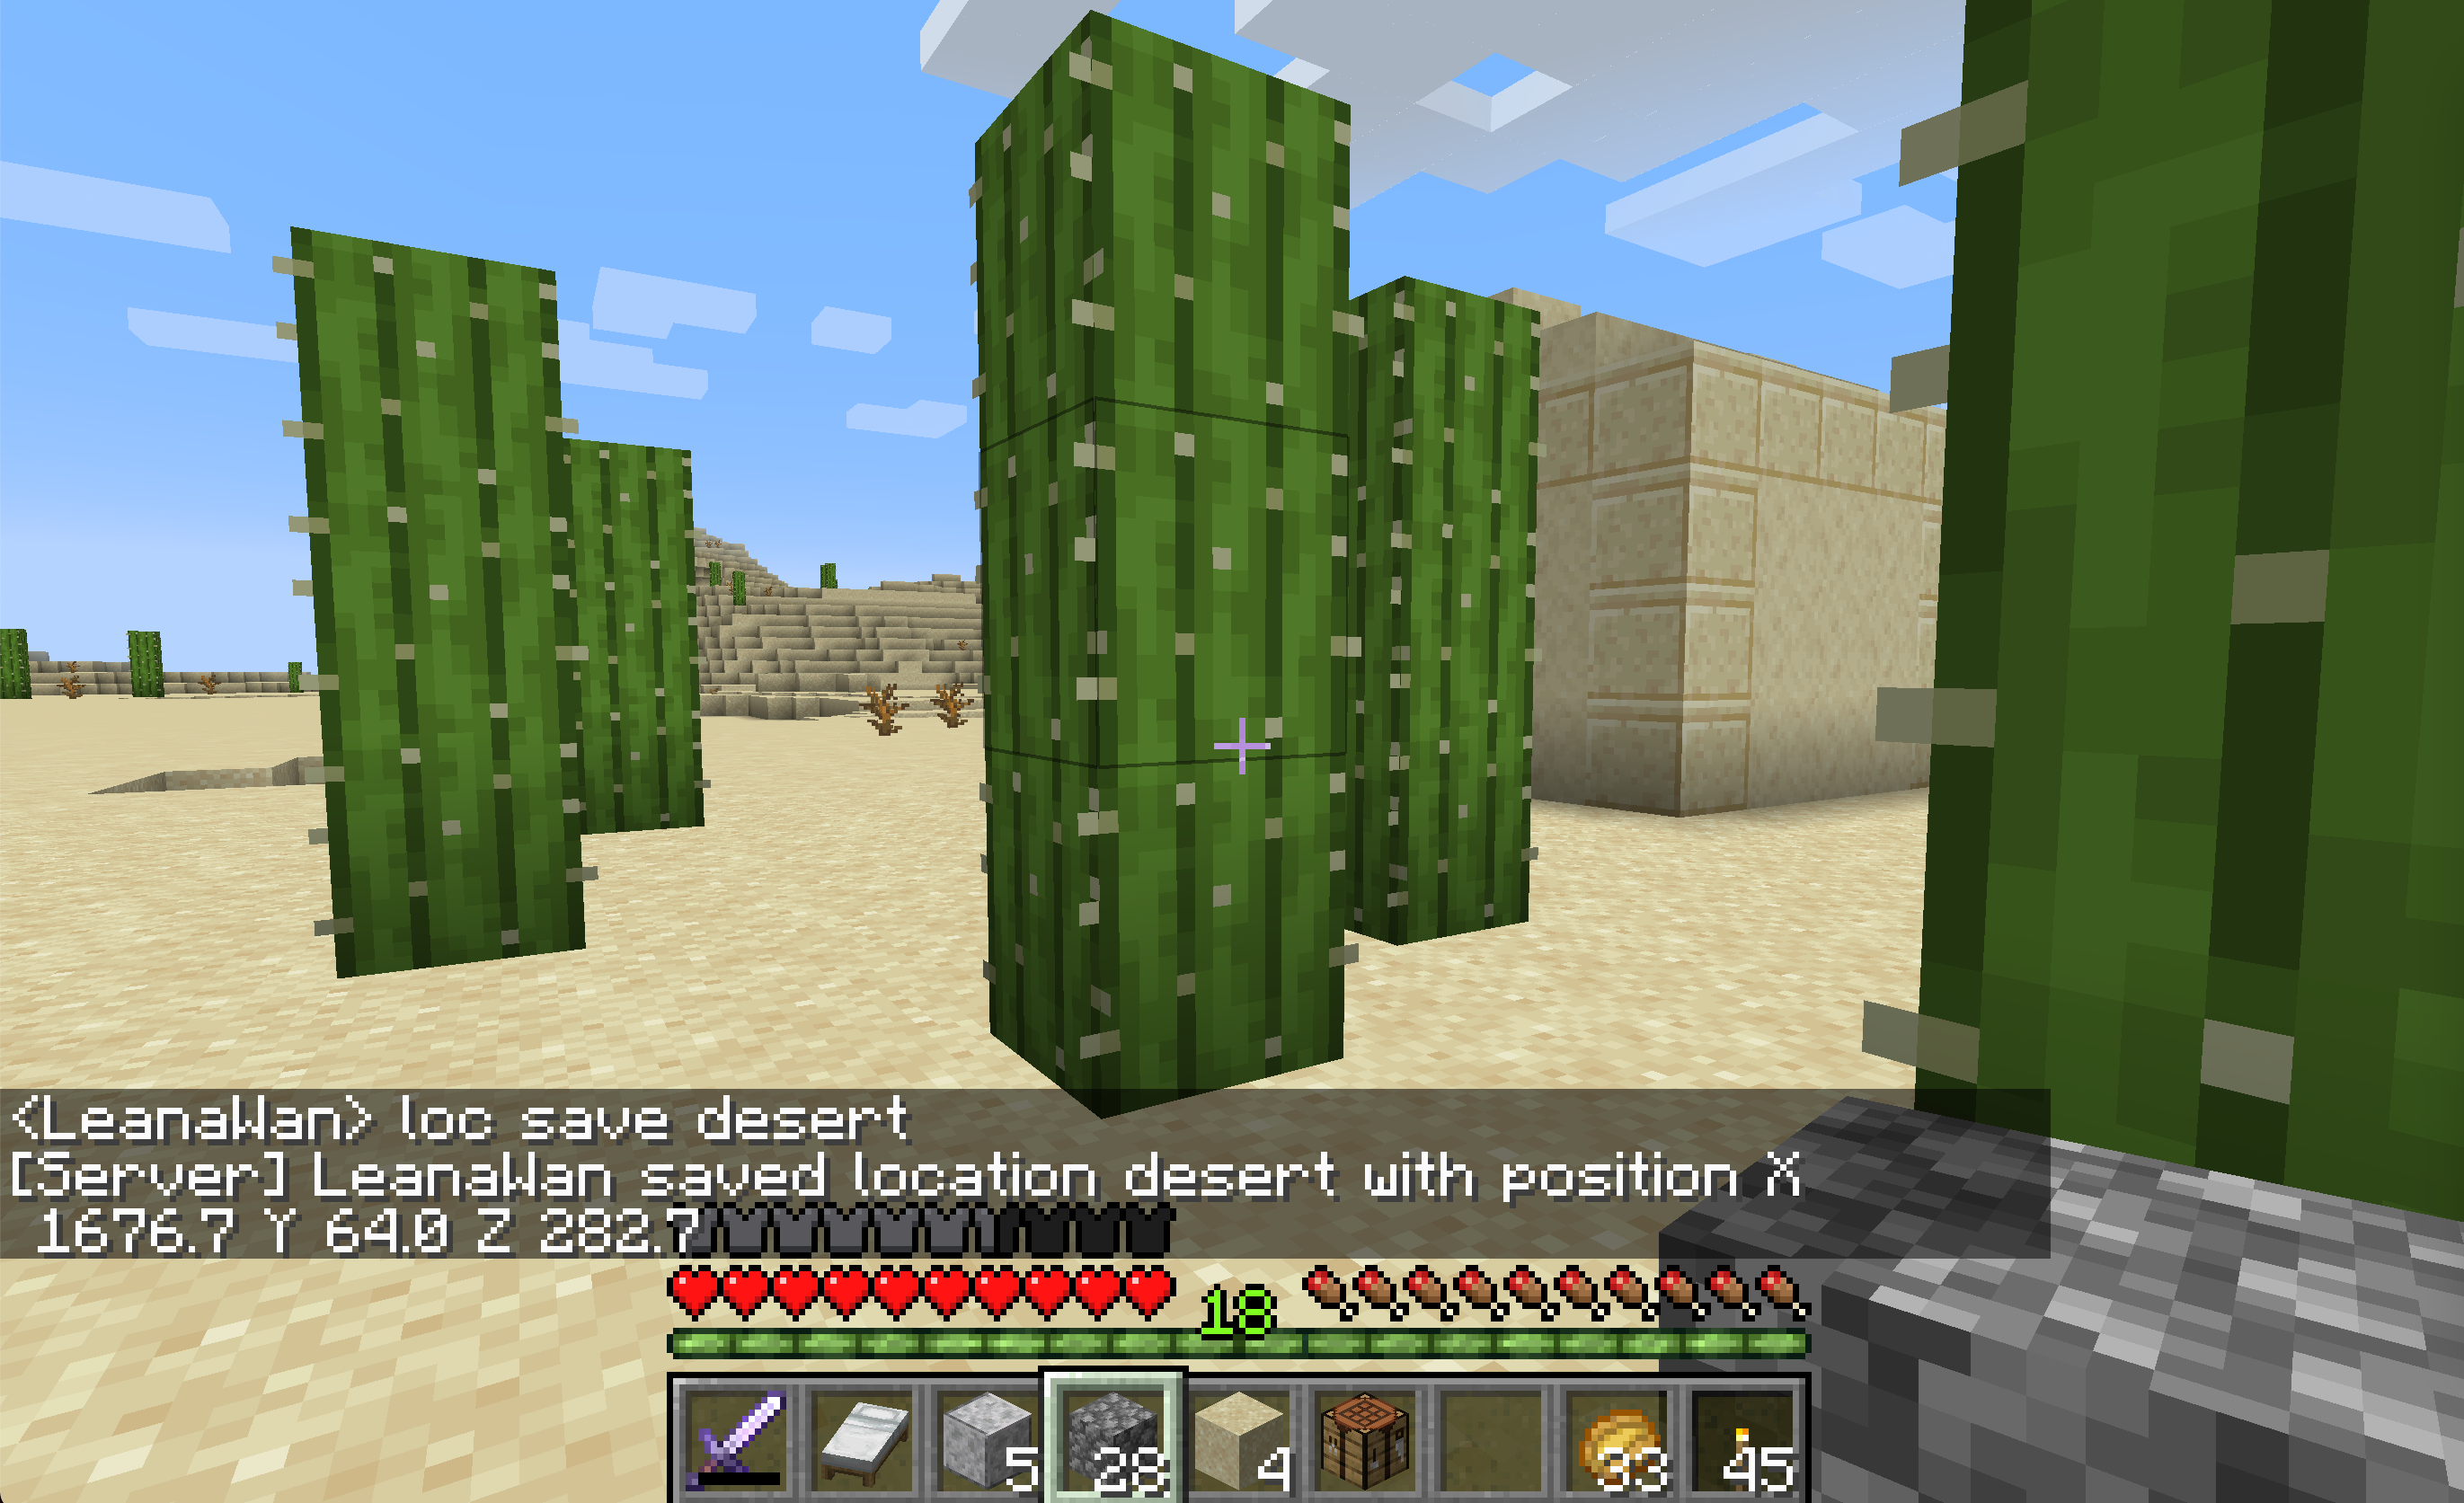 <LeanaWan> loc save desert
[Server] LeanaWan saved location desert with position X
1676.7 Y 64.0 Z 282.7
18
5 28 4 33 45